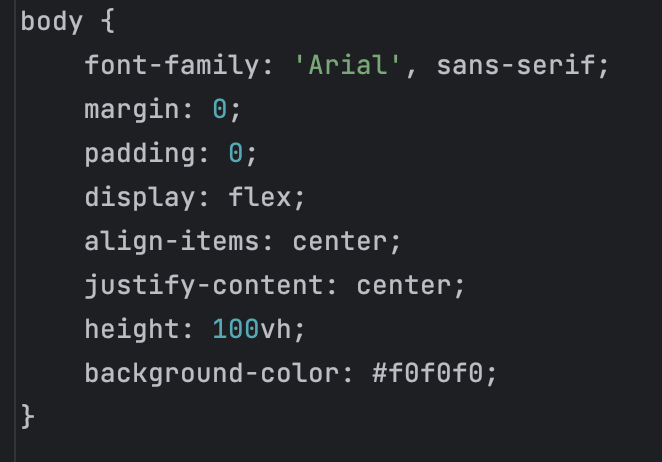 body {
    font-family: 'Arial', sans-serif;
    margin: 0;
    padding: 0;
    display: flex;
    align-items: center;
    justify-content: center;
    height: 100vh;
    background-color: #f0f0f0;
}